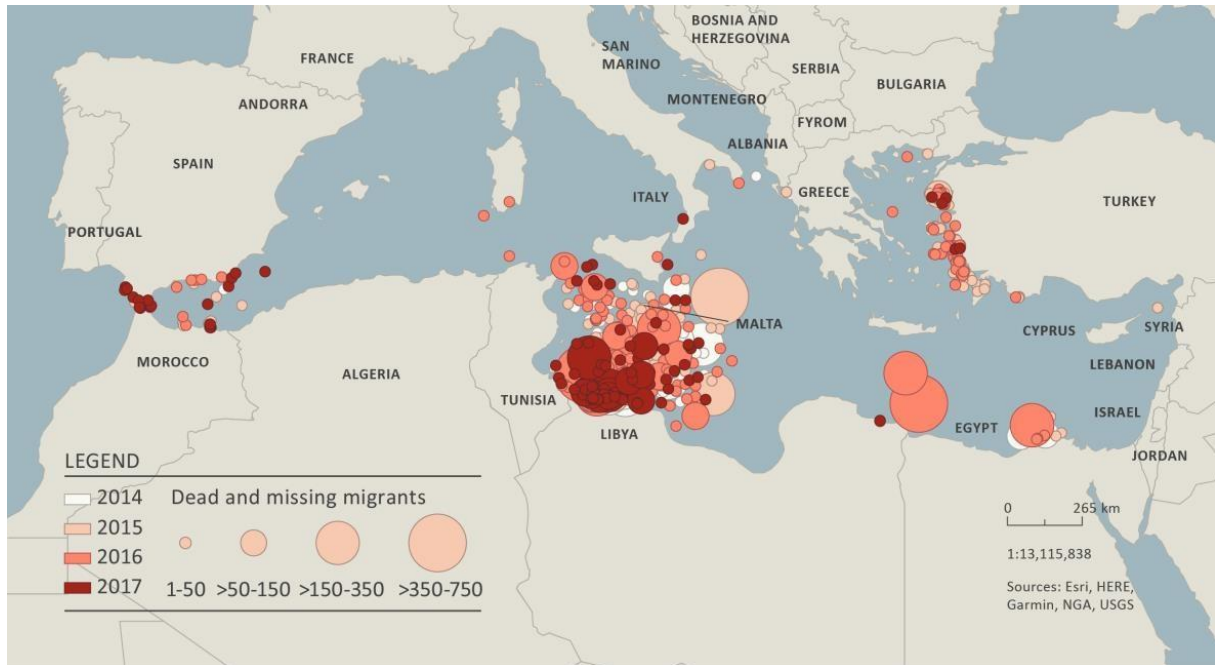 BOSNIA AND
HERZEGOVINA
SAN
MARINO
FRANCE
SERBIA
BULGARIA
ANDORRA
MONTENEGRO
FYROM
ALBANIA
SPAIN
ITALY
GREECE
TURKEY
PORTUGAL
MALTA
CYPRUS
SYRIA
MOROCCO
LEBANON
ALGERIA
TUNISIA
ISRAEL
EGYPT
LIBYA
JORDAN
LEGEND
2014 Dead and missing migrants
2015
2016
2017 1-50 >50-150 >150-350 >350-750
0 265 km
1:13,115,838
Sources: Esri, HERE,
Garmin, NGA, USGS